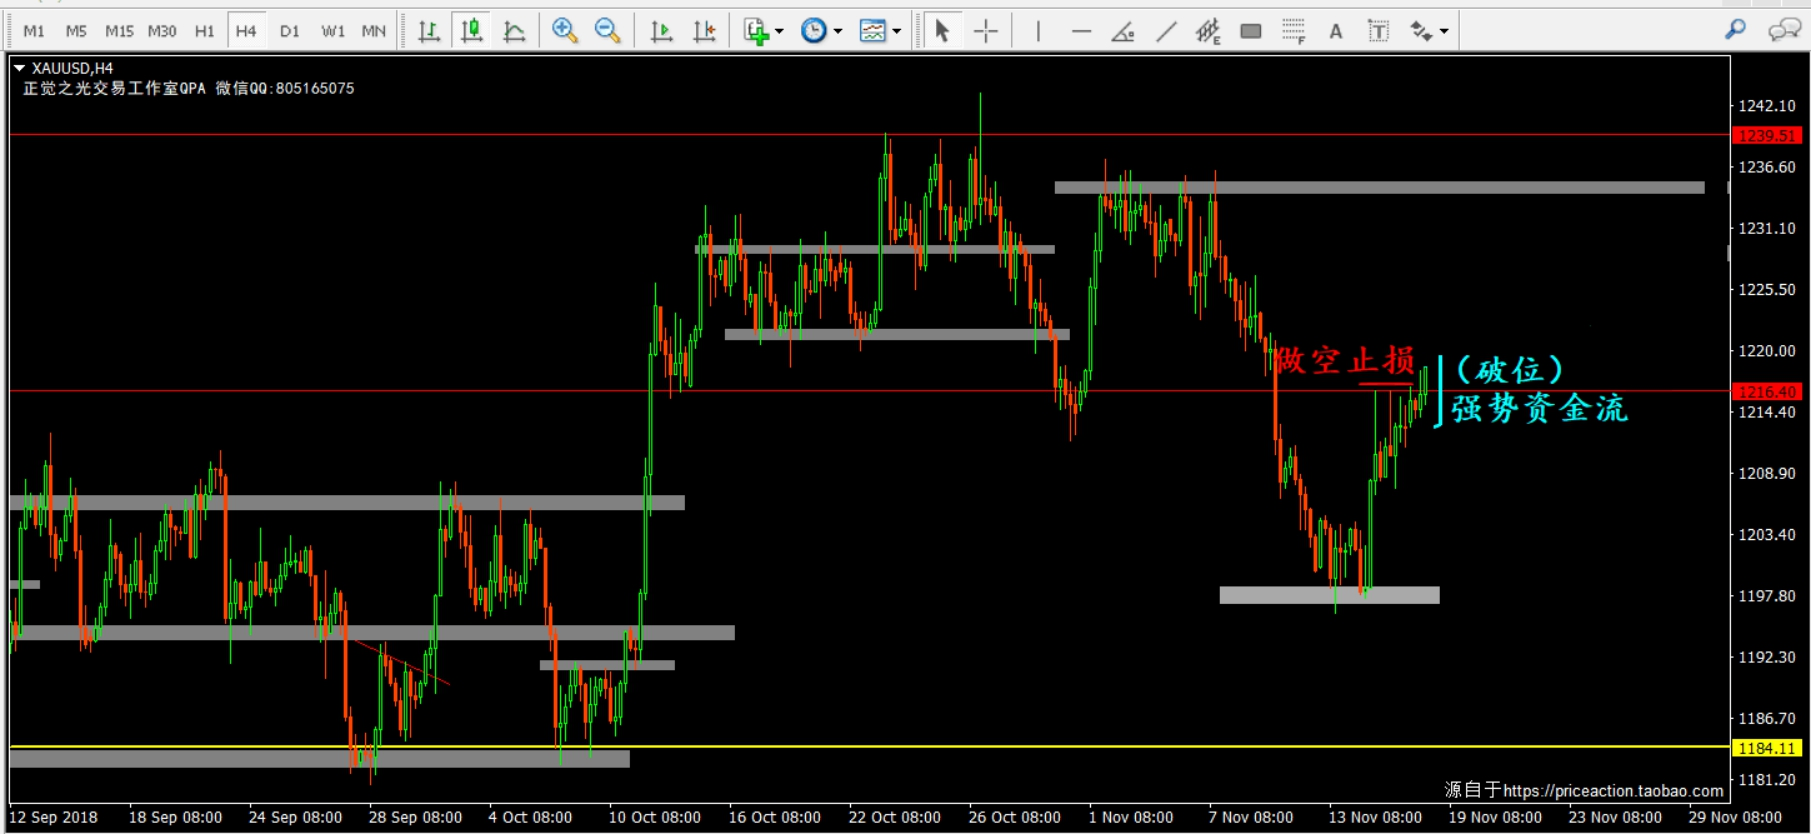 M1 M5 M15 M30 H1 H4 D1 W1 MN E F A T
XAUUSD,H4
正觉之光交易工作室QPA 微信QQ:805165075
1242.10
1239.51
1236.60
1231.10
1225.50
1220.00
做空止损
(破位)
1216.40
强势资金流
1214.40
1208.90
1203.40
1197.80
1192.30
1186.70
1184.11
1181.20
源自于https://priceaction.taobao.com
12 Sep 2018 18 Sep 08:00 24 Sep 08:00 28 Sep 08:00 4 Oct 08:00 10 Oct 08:00 16 Oct 08:00 22 Oct 08:00 26 Oct 08:00 1 Nov 08:00 7 Nov 08:00 13 Nov 08:00 19 Nov 08:00 23 Nov 08:00 29 Nov 08:00